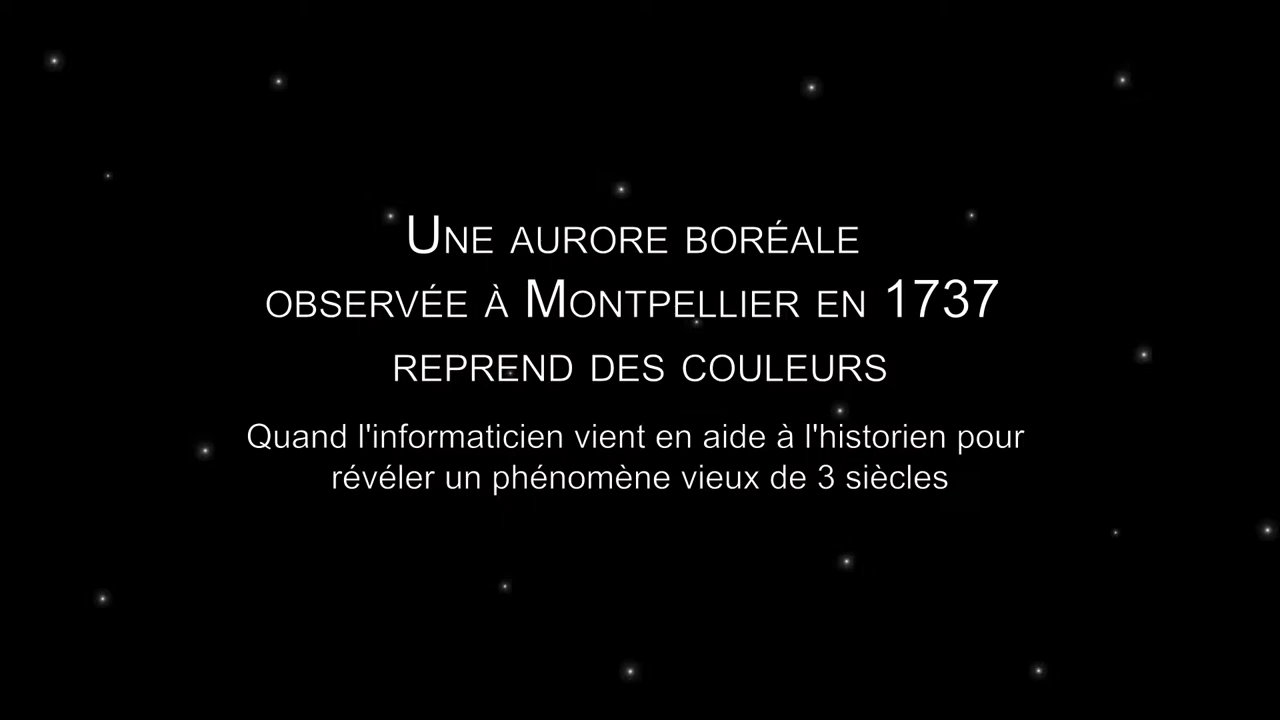 Une aurore boréale
observée à Montpellier en 1737
reprend des couleurs
Quand l'informaticien vient en aide à l'historien pour
révéler un phénomène vieux de 3 siècles